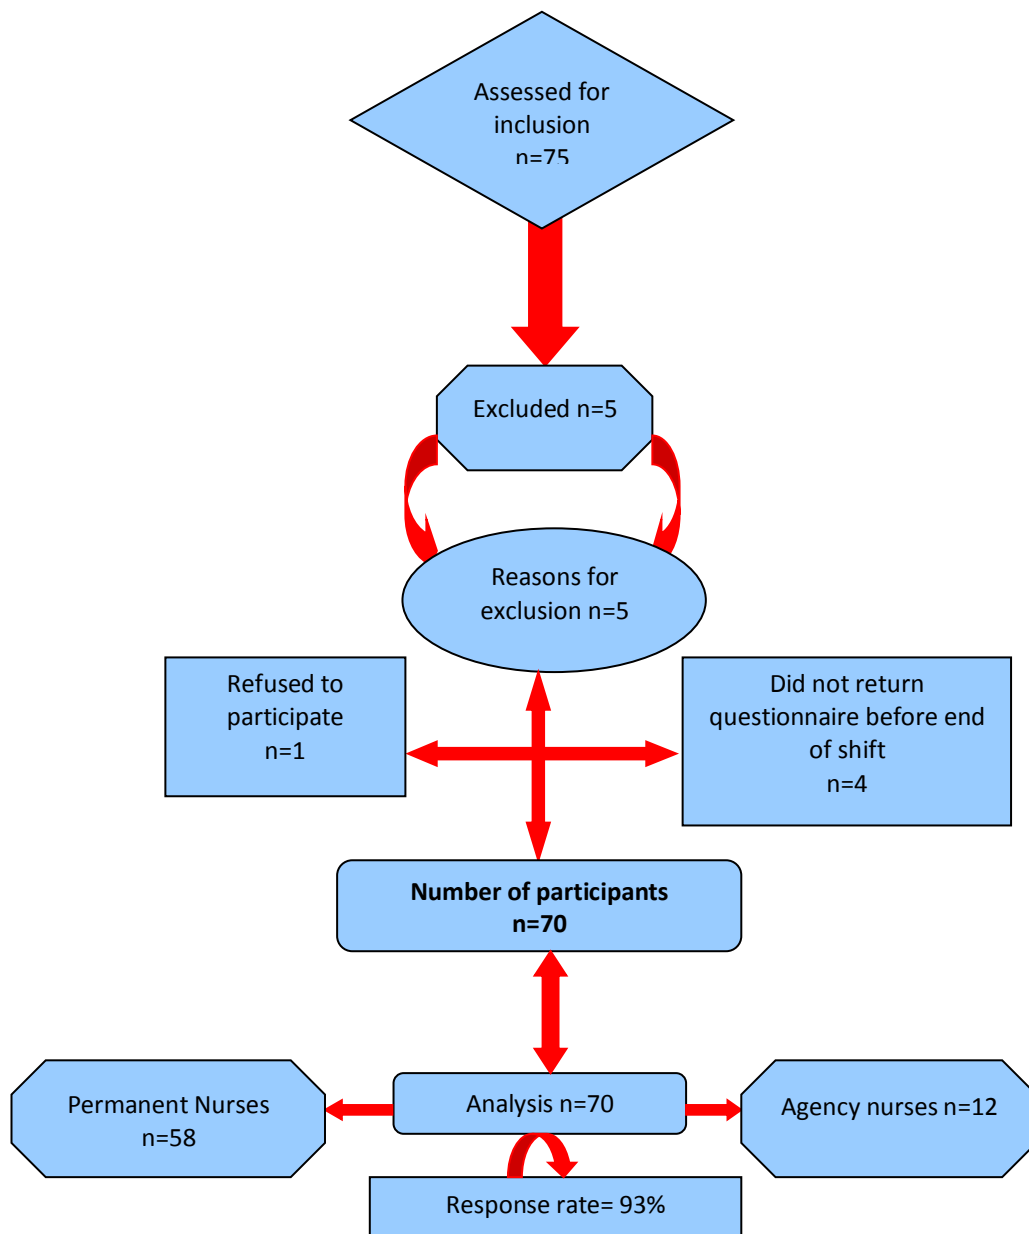 Assessed for
inclusion
n=75
Excluded n=5
Reasons for
exclusion n=5
Refused to
participate
n=1
Did not return
questionnaire before end
of shift
n=4
Number of participants
n=70
Permanent Nurses
n=58
Analysis n=70
Agency nurses n=12
Response rate= 93%